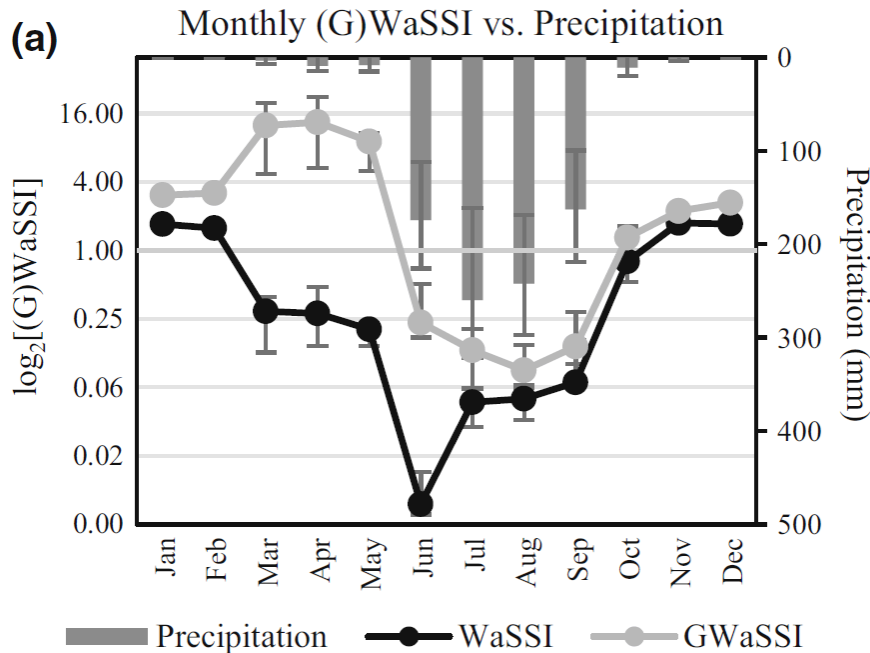 (a)
Monthly (G)WaSSI vs. Precipitation
log₂[(G)WaSSI]
16.00
4.00
1.00
0.25
0.06
0.02
0.00
0
100
200
300
400
500
Precipitation (mm)
Jan Feb Mar Apr May Jun Jul Aug Sep Oct Nov Dec
Precipitation WaSSI GWaSSI